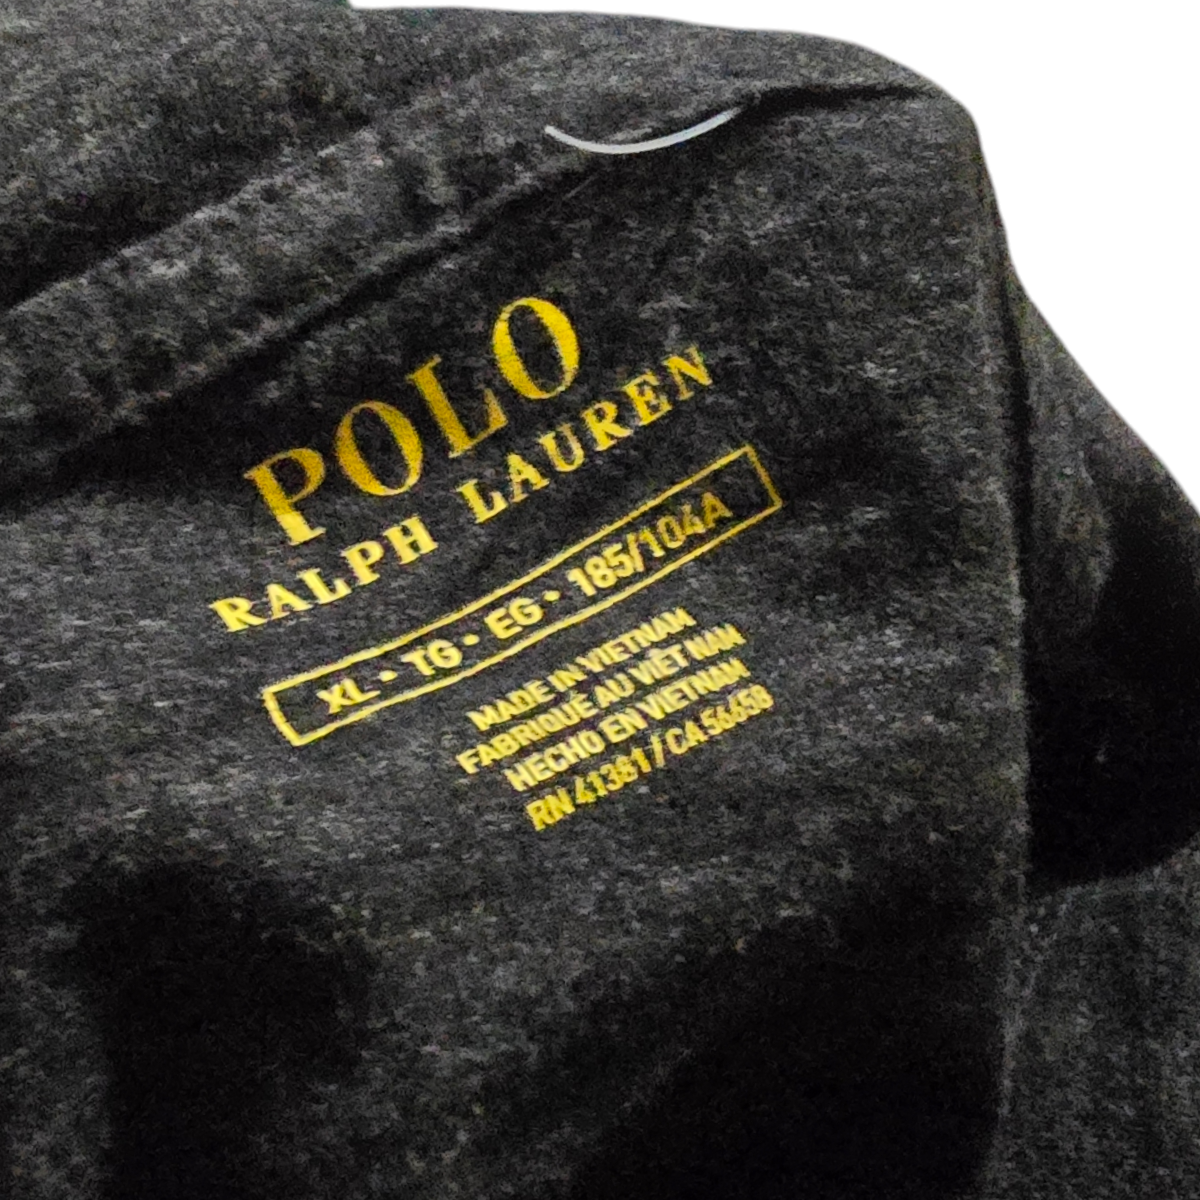 POLO
RALPH LAUREN
XL • TG • EG • 185/104A
MADE IN VIETNAM
FABRIQUÉ AU VIÊT NAM
HECHO EN VIETNAM
RN 41381 / CA 56658